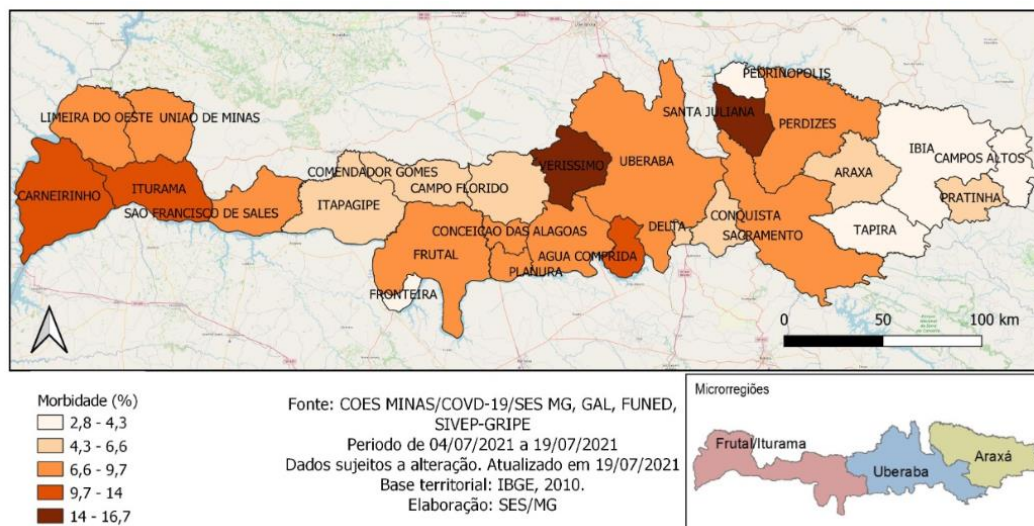 PEDRINOPOLIS
LIMEIRA DO OESTE
UNIAO DE MINAS
SANTA JULIANA
PERDIZES
COMENDADOR GOMES
VERISSIMO
UBERABA
IBIA
CAMPOS ALTOS
CARNEIRINHO
ITURAMA
CAMPO FLORIDO
ARAXA
PRATINHA
ITAPAGIPE
SAO FRANCISCO DE SALES
CONCEICAO DAS ALAGOAS
DELTA
CONQUISTA
SACRAMENTO
TAPIRA
FRUTAL
AGUA COMPRIDA
PLANURA
FRONTEIRA
0 50 100 km
Morbidade (%)
2,8 - 4,3
4,3 - 6,6
6,6 - 9,7
9,7 - 14
14 - 16,7
Fonte: COES MINAS/COVD-19/SES MG, GAL, FUNED,
SIVEP-GRIPE
Periodo de 04/07/2021 a 19/07/2021
Dados sujeitos a alteração. Atualizado em 19/07/2021
Base territorial: IBGE, 2010.
Elaboração: SES/MG
Microrregiões
Frutal/Iturama
Uberaba
Araxá